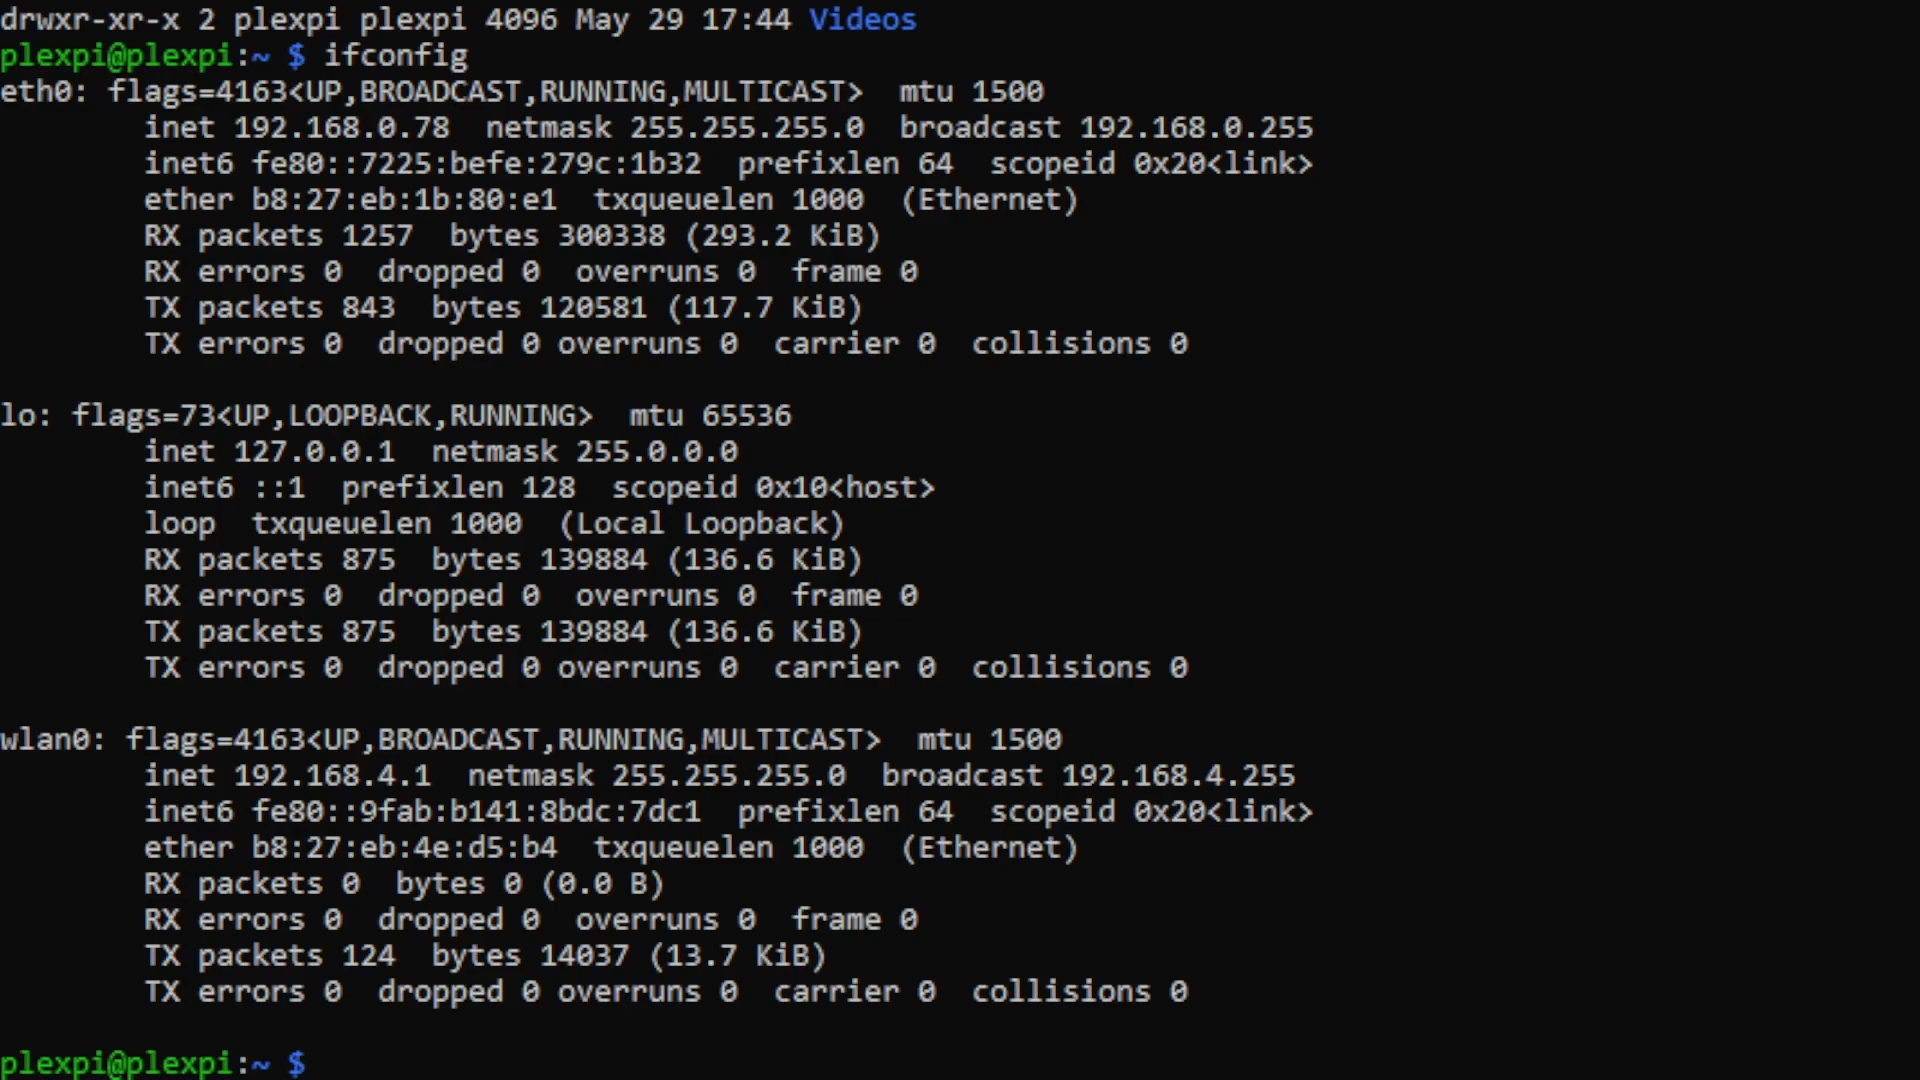 drwxr-xr-x 2 plexpi plexpi 4096 May 29 17:44 Videos
plexpi@plexpi:~ $ ifconfig
eth0: flags=4163<UP,BROADCAST,RUNNING,MULTICAST>  mtu 1500
        inet 192.168.0.78  netmask 255.255.255.0  broadcast 192.168.0.255
        inet6 fe80::7225:befe:279c:1b32  prefixlen 64  scopeid 0x20<link>
        ether b8:27:eb:1b:80:e1  txqueuelen 1000  (Ethernet)
        RX packets 1257  bytes 300338 (293.2 KiB)
        RX errors 0  dropped 0  overruns 0  frame 0
        TX packets 843  bytes 120581 (117.7 KiB)
        TX errors 0  dropped 0 overruns 0  carrier 0  collisions 0

lo: flags=73<UP,LOOPBACK,RUNNING>  mtu 65536
        inet 127.0.0.1  netmask 255.0.0.0
        inet6 ::1  prefixlen 128  scopeid 0x10<host>
        loop  txqueuelen 1000  (Local Loopback)
        RX packets 875  bytes 139884 (136.6 KiB)
        RX errors 0  dropped 0  overruns 0  frame 0
        TX packets 875  bytes 139884 (136.6 KiB)
        TX errors 0  dropped 0 overruns 0  carrier 0  collisions 0

wlan0: flags=4163<UP,BROADCAST,RUNNING,MULTICAST>  mtu 1500
        inet 192.168.4.1  netmask 255.255.255.0  broadcast 192.168.4.255
        inet6 fe80::9fab:b141:8bdc:7dc1  prefixlen 64  scopeid 0x20<link>
        ether b8:27:eb:4e:d5:b4  txqueuelen 1000  (Ethernet)
        RX packets 0  bytes 0 (0.0 B)
        RX errors 0  dropped 0  overruns 0  frame 0
        TX packets 124  bytes 14037 (13.7 KiB)
        TX errors 0  dropped 0 overruns 0  carrier 0  collisions 0

plexpi@plexpi:~ $